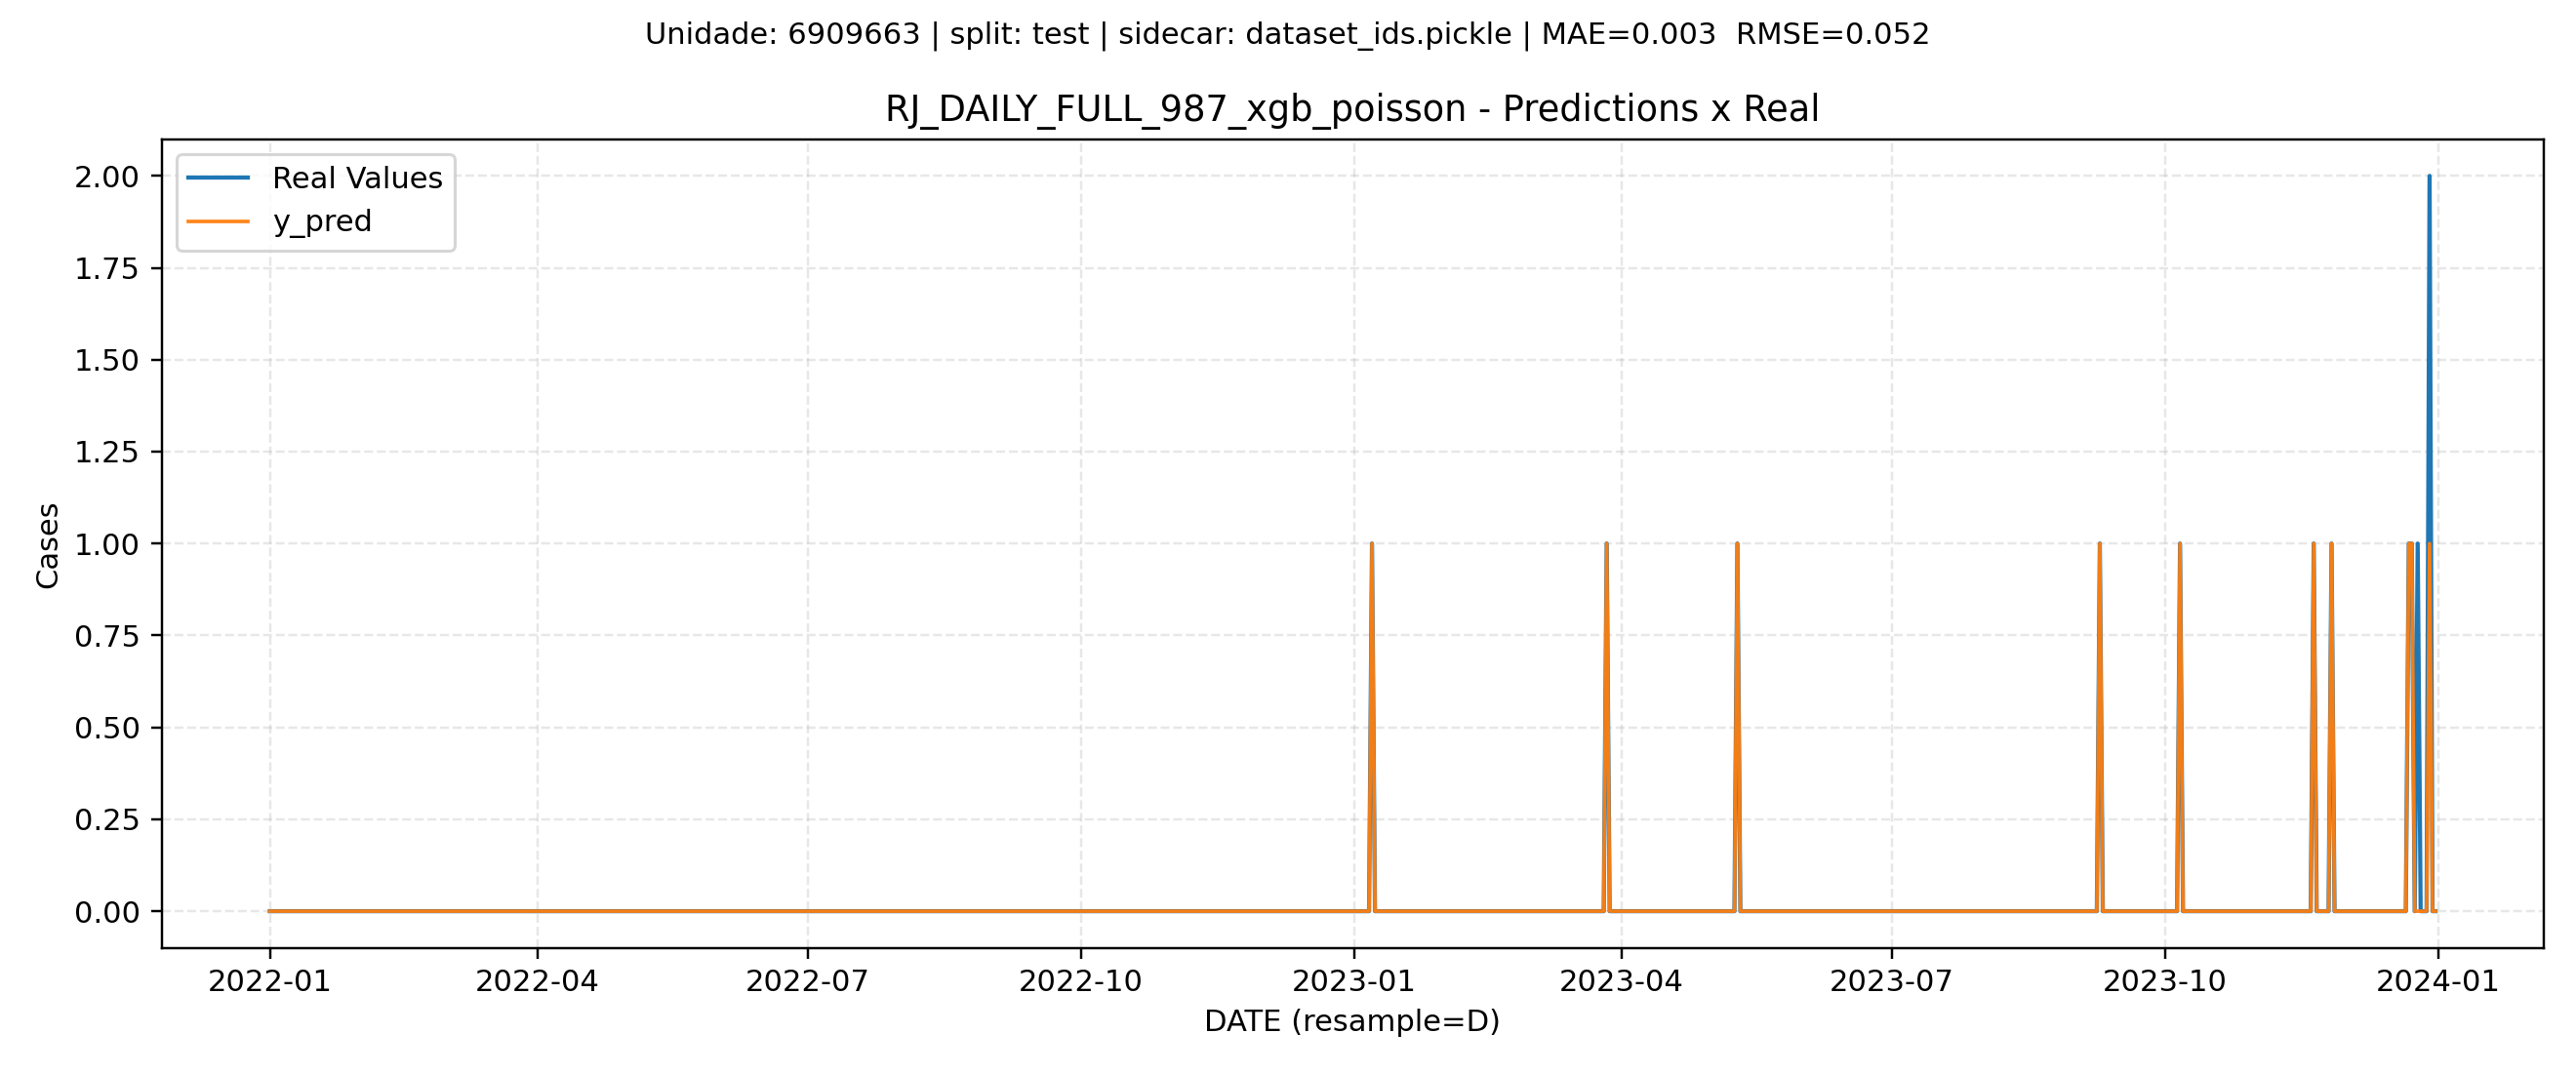 Unidade: 6909663 | split: test | sidecar: dataset_ids.pickle | MAE=0.003  RMSE=0.052
RJ_DAILY_FULL_987_xgb_poisson - Predictions x Real
Real Values
y_pred
2.00
1.75
1.50
1.25
1.00
0.75
0.50
0.25
0.00
Cases
2022-01 2022-04 2022-07 2022-10 2023-01 2023-04 2023-07 2023-10 2024-01
DATE (resample=D)